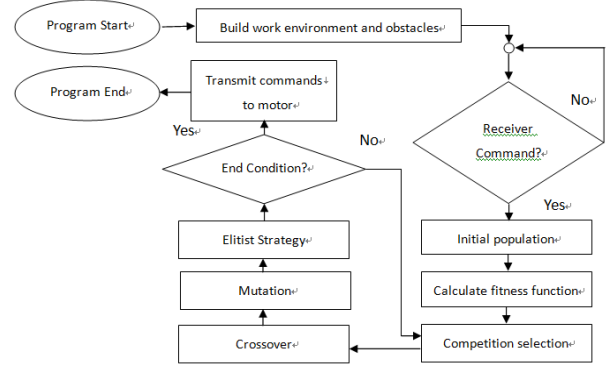 Program Start
Build work environment and obstacles
Receiver
Command?
No
Yes
Initial population
Calculate fitness function
Competition selection
Crossover
Mutation
Elitist Strategy
End Condition?
No
Yes
Transmit commands
to motor
Program End